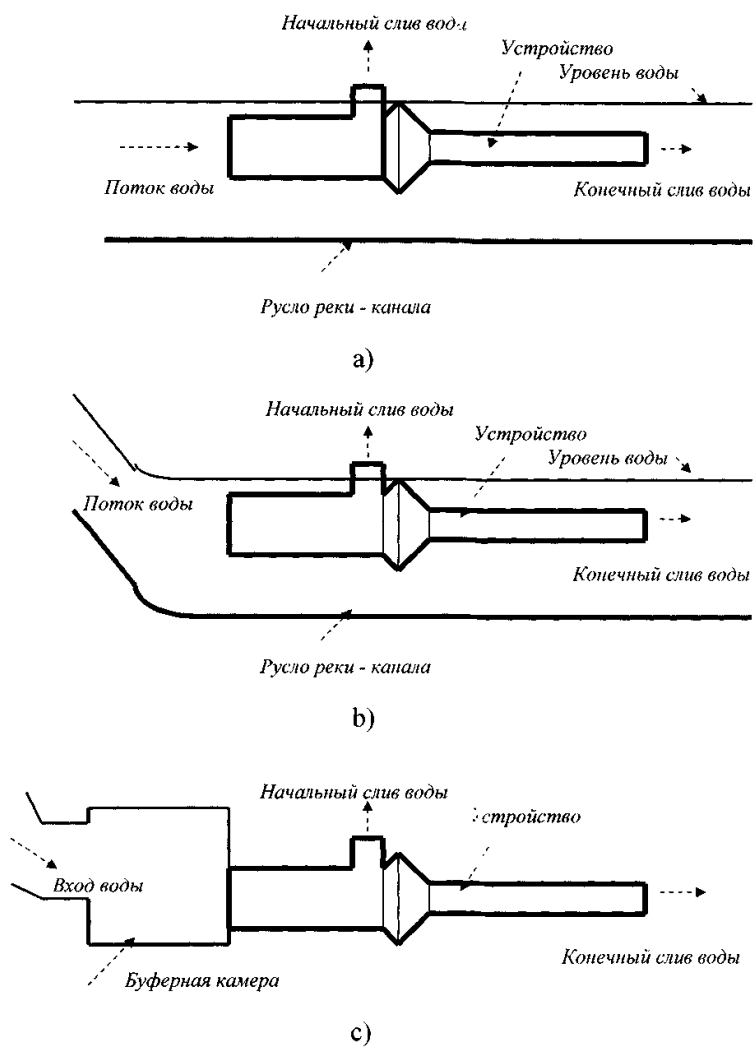 Начальный слив воды
Устройство
Уровень воды
Поток воды
Конечный слив воды
Русло реки - канала
a)
Начальный слив воды
Устройство
Уровень воды
Поток воды
Конечный слив воды
Русло реки - канала
b)
Начальный слив воды
стройство
Вход воды
Буферная камера
Конечный слив воды
c)